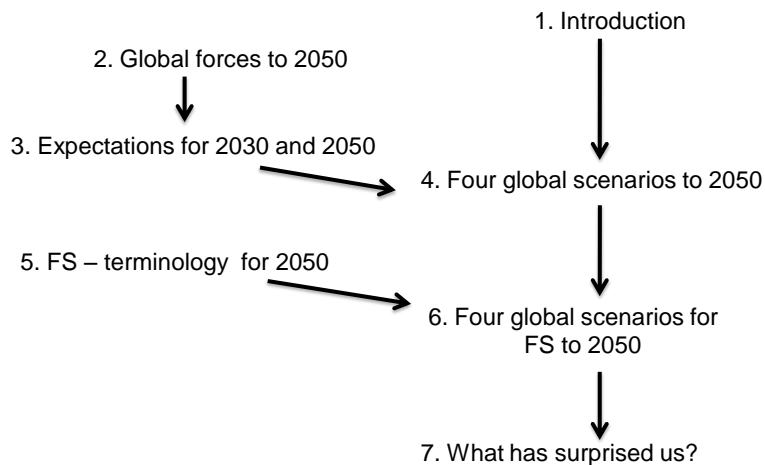 1. Introduction
2. Global forces to 2050
3. Expectations for 2030 and 2050
4. Four global scenarios to 2050
5. FS – terminology for 2050
6. Four global scenarios for
FS to 2050
7. What has surprised us?